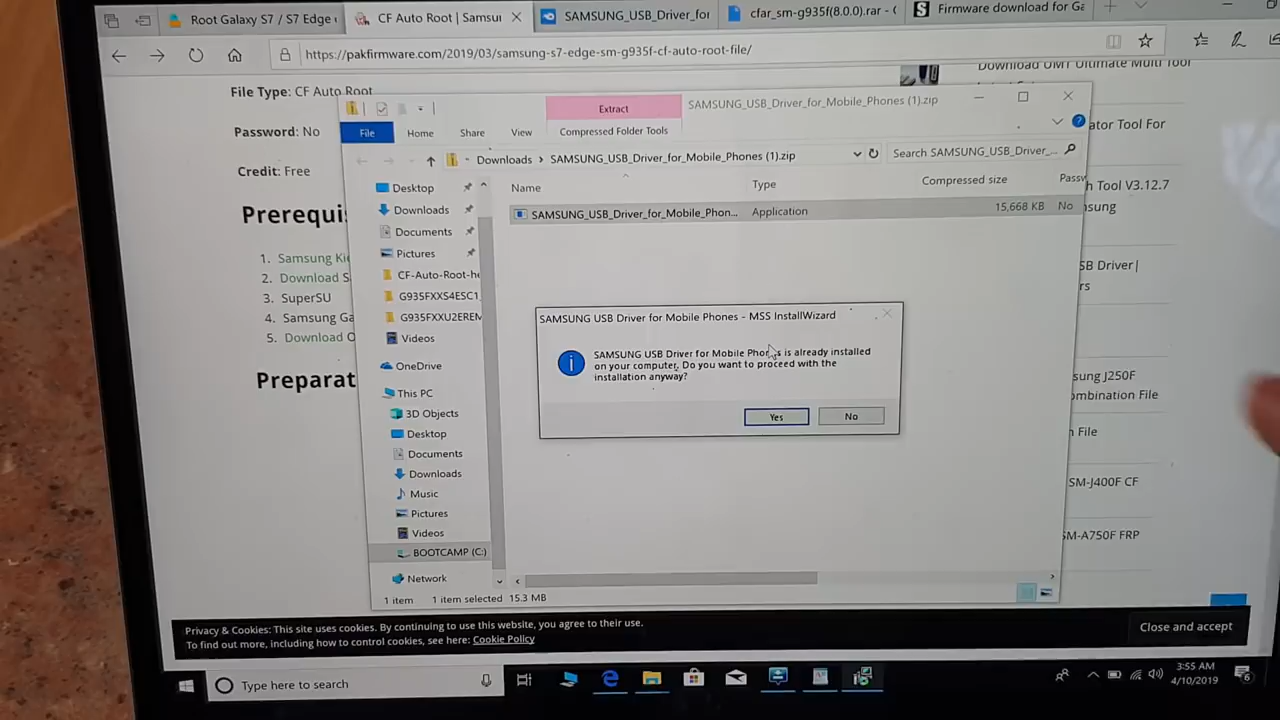 Root Galaxy S7 / S7 Edge
CF Auto Root | Samsu
SAMSUNG_USB_Driver_for
cfar_sm-g935f(8.0.0).rar - G
Firmware download for Ga
https://pakfirmware.com/2019/03/samsung-s7-edge-sm-g935f-cf-auto-root-file/
File Type: CF Auto Root
Password: No
Credit: Free
Prerequi
1. Samsung Ki
2. Download S
3. SuperSU
4. Samsung Ga
5. Download O
Preparat
Extract
SAMSUNG_USB_Driver_for_Mobile_Phones (1).zip
File
Home
Share
View
Compressed Folder Tools
Downloads
SAMSUNG_USB_Driver_for_Mobile_Phones (1).zip
Search SAMSUNG_USB_Driver_...
Name
Type
Compressed size
Passw
SAMSUNG_USB_Driver_for_Mobile_Phon...
Application
15,668 KB
No
Desktop
Downloads
Documents
Pictures
CF-Auto-Root-he
G935FXXS4ESC1_
G935FXXU2EREM
Videos
OneDrive
This PC
3D Objects
Desktop
Documents
Downloads
Music
Pictures
Videos
BOOTCAMP (C:)
Network
1 item
1 item selected
15.3 MB
SAMSUNG USB Driver for Mobile Phones - MSS InstallWizard
SAMSUNG USB Driver for Mobile Phones is already installed
on your computer. Do you want to proceed with the
installation anyway?
Yes
No
Download UMT Ultimate Multi Tool
ator Tool For
h Tool V3.12.7
msung
SB Driver|
rs
sung J250F
ombination File
n File
SM-J400F CF
SM-A750F FRP
Privacy & Cookies: This site uses cookies. By continuing to use this website, you agree to their use.
To find out more, including how to control cookies, see here: Cookie Policy
Close and accept
Type here to search
3:55 AM
4/10/2019
6